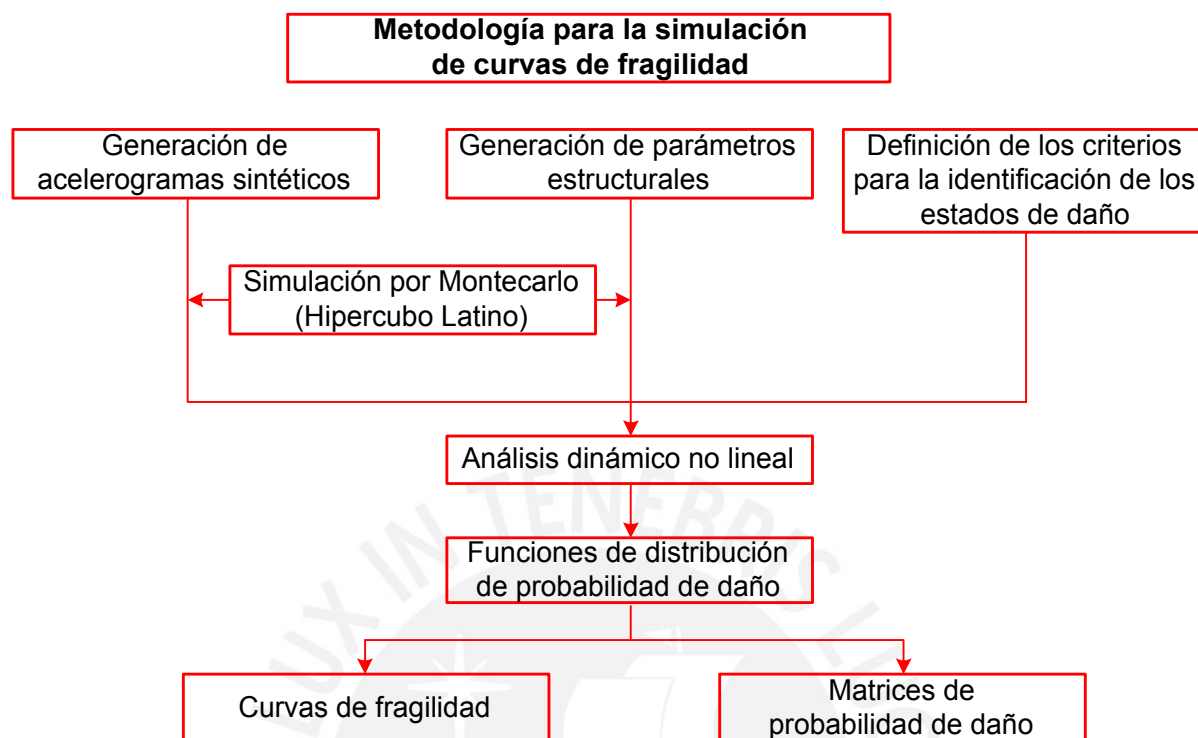 Metodología para la simulación
de curvas de fragilidad
Generación de
acelerogramas sintéticos
Generación de parámetros
estructurales
Definición de los criterios
para la identificación de los
estados de daño
Simulación por Montecarlo
(Hipercubo Latino)
Análisis dinámico no lineal
Funciones de distribución
de probabilidad de daño
Curvas de fragilidad
Matrices de
probabilidad de daño